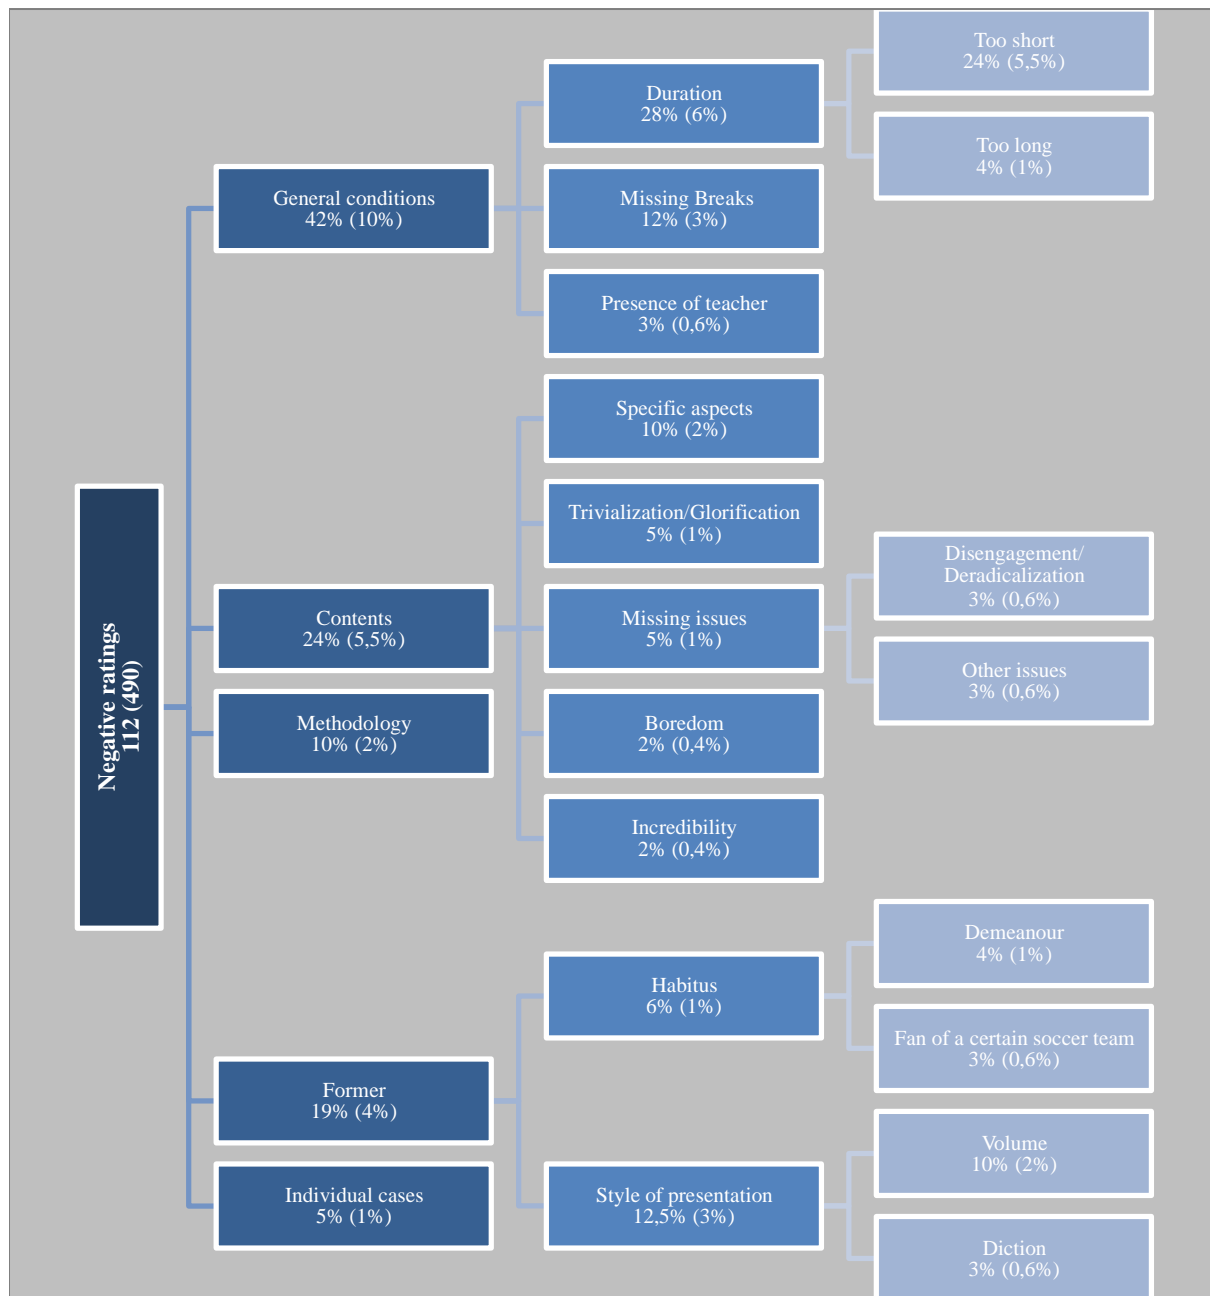 Negative ratings
112 (490)
General conditions
42% (10%)
Duration
28% (6%)
Too short
24% (5,5%)
Too long
4% (1%)
Missing Breaks
12% (3%)
Presence of teacher
3% (0,6%)
Contents
24% (5,5%)
Specific aspects
10% (2%)
Trivialization/Glorification
5% (1%)
Missing issues
5% (1%)
Disengagement/
Deradicalization
3% (0,6%)
Other issues
3% (0,6%)
Boredom
2% (0,4%)
Incredibility
2% (0,4%)
Methodology
10% (2%)
Former
19% (4%)
Habitus
6% (1%)
Demeanour
4% (1%)
Fan of a certain soccer team
3% (0,6%)
Style of presentation
12,5% (3%)
Volume
10% (2%)
Diction
3% (0,6%)
Individual cases
5% (1%)